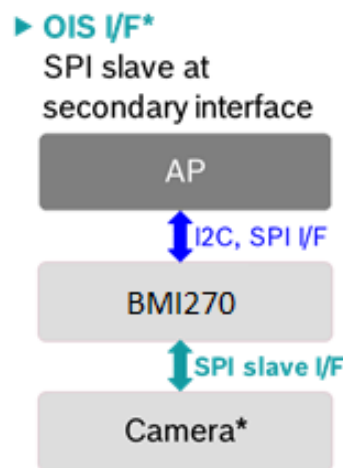 ► OIS I/F*
SPI slave at
secondary interface
AP
I2C, SPI I/F
BMI270
SPI slave I/F
Camera*